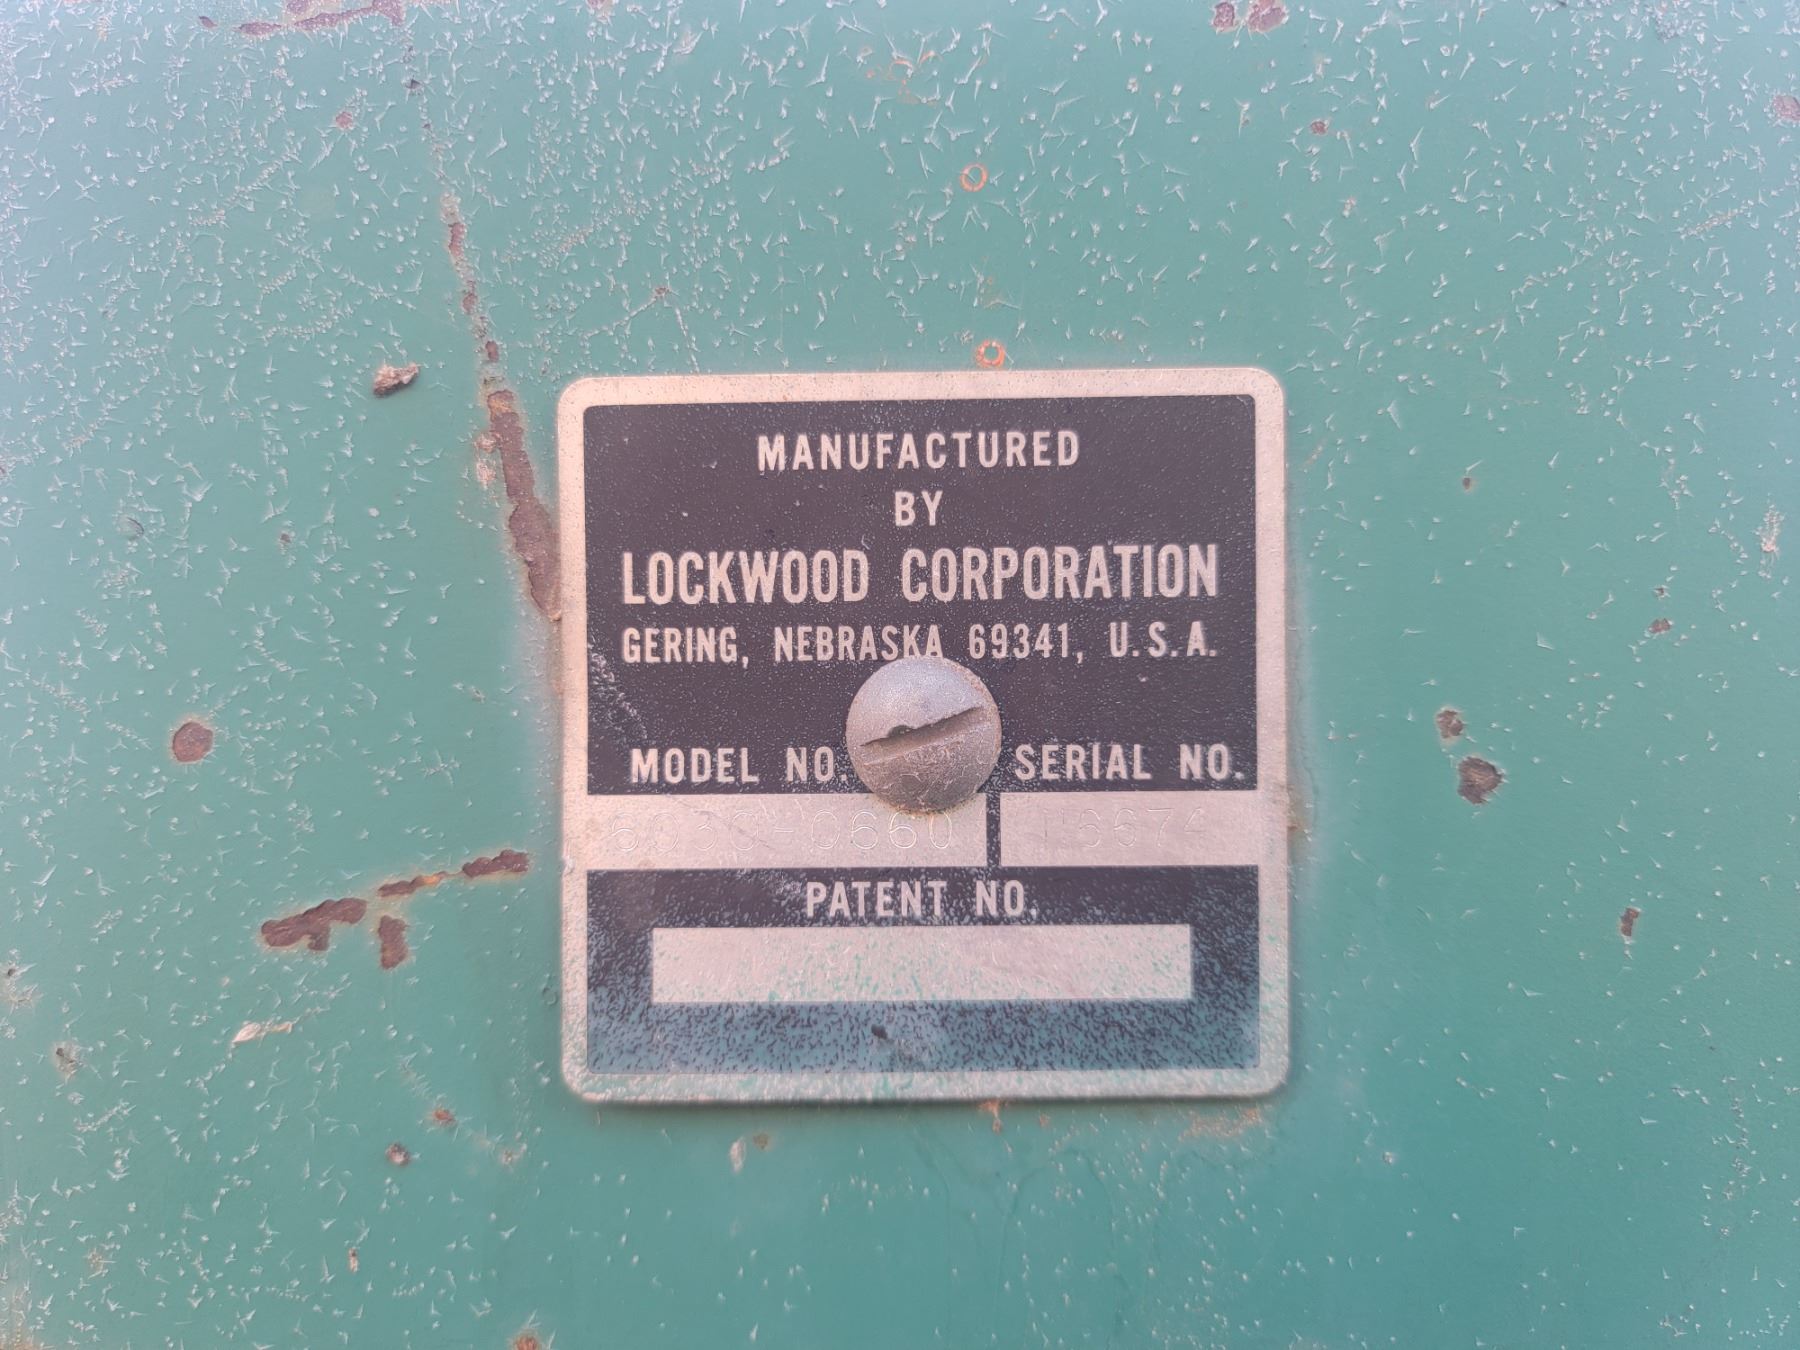 MANUFACTURED
BY
LOCKWOOD CORPORATION
GERING, NEBRASKA 69341, U.S.A.
MODEL NO. SERIAL NO.
PATENT NO.